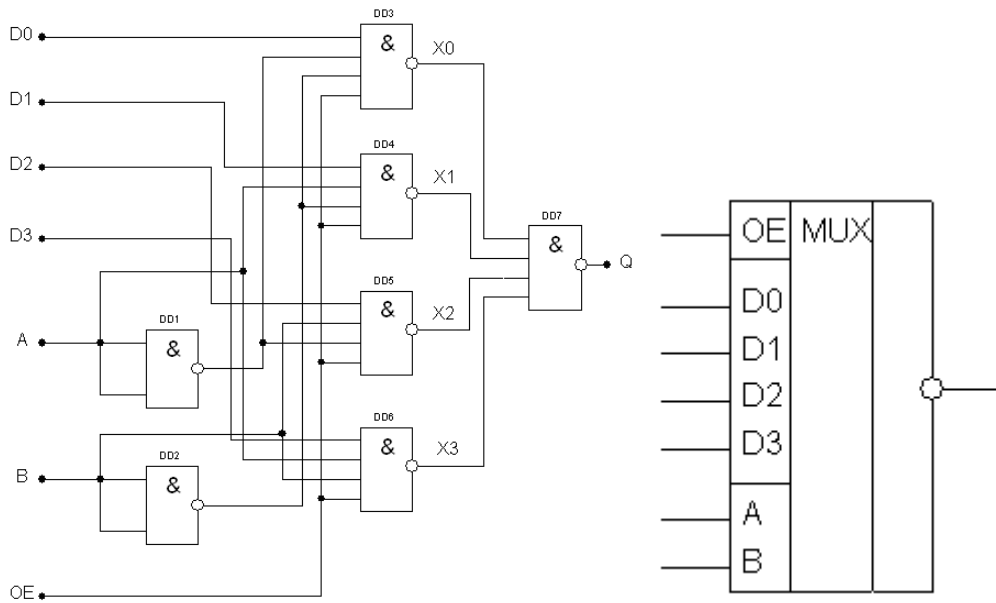 DD3
D0
&
X0
D1
DD4
D2
&
X1
DD7
D3
&
Q
DD5
&
X2
A
DD1
&
DD6
&
X3
B
DD2
&
OE
OE MUX
D0
D1
D2
D3
A
B